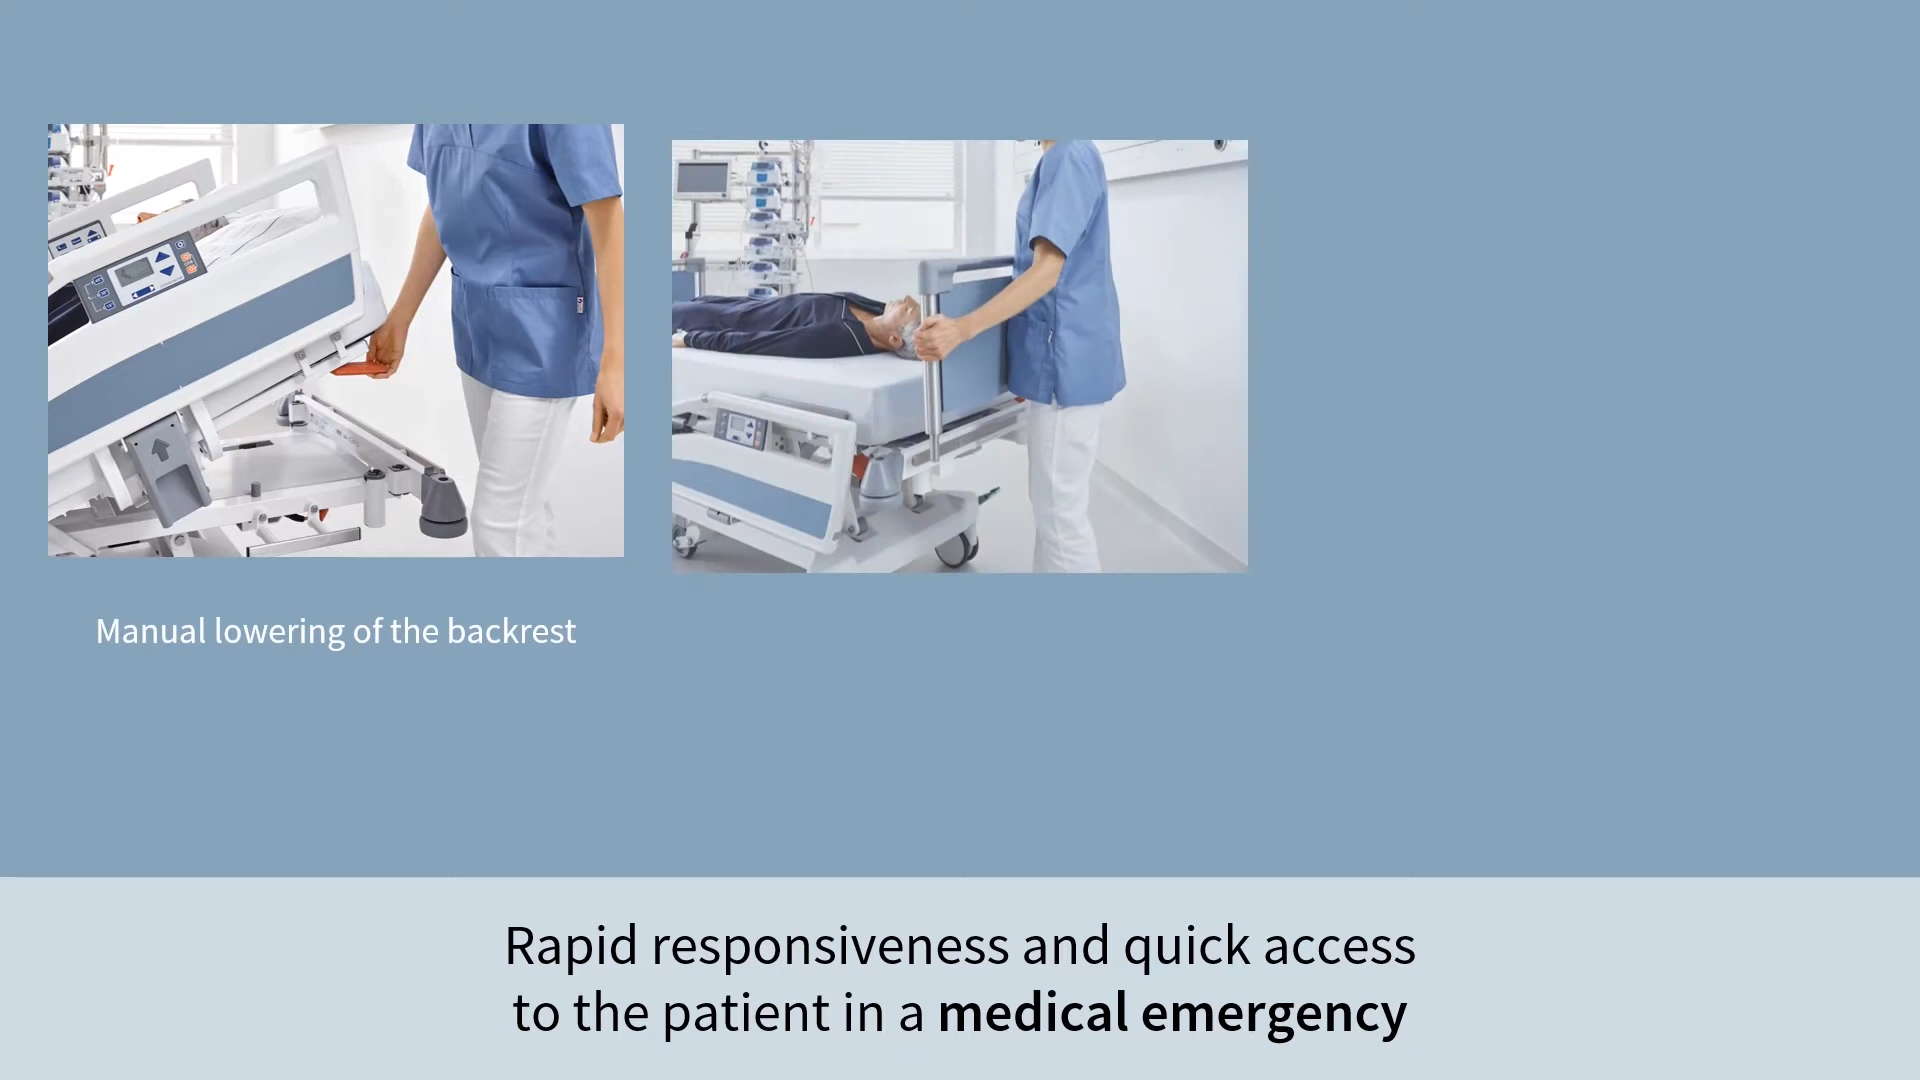 Manual lowering of the backrest
Rapid responsiveness and quick access
to the patient in a medical emergency